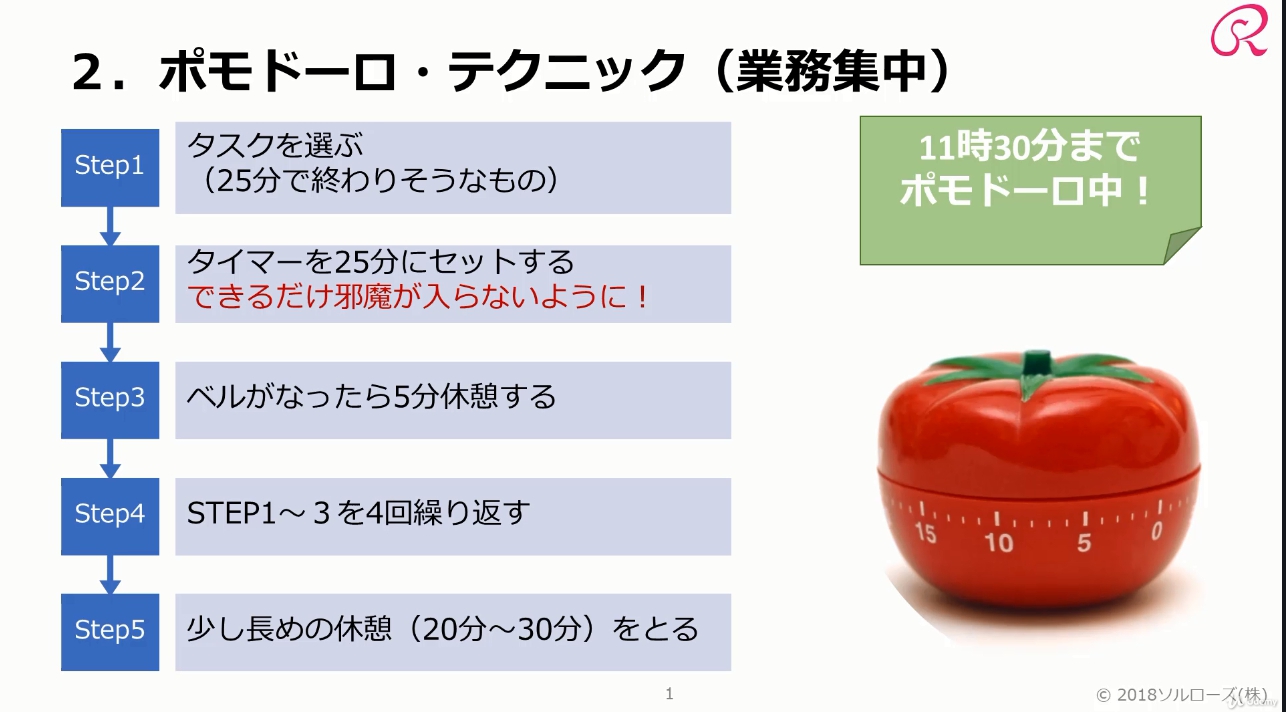 ２．ポモドーロ・テクニック（業務集中）
Step1
タスクを選ぶ
（25分で終わりそうなもの）
Step2
タイマーを25分にセットする
できるだけ邪魔が入らないように！
Step3
ベルがなったら5分休憩する
Step4
STEP1～３を4回繰り返す
Step5
少し長めの休憩（20分～30分）をとる
11時30分まで
ポモドーロ中！
15 10 5 0
1
© 2018ソルローズ(株)
Udemy